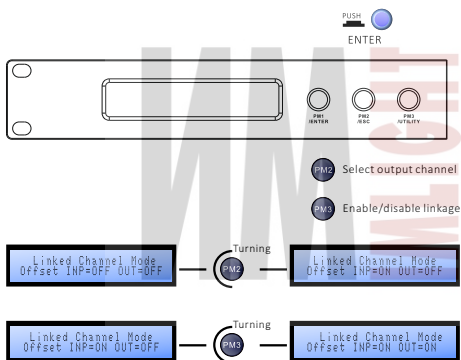 PUSH
ENTER
PM1
/ENTER
PM2
/ESC
PM3
/UTILITY
PM2 Select output channel
PM3 Enable/disable linkage
Turning
Linked Channel Mode
Offset INP=OFF OUT=OFF
PM2
Linked Channel Mode
Offset INP=ON OUT=OFF
Turning
Linked Channel Mode
Offset INP=ON OUT=OFF
PM3
Linked Channel Mode
Offset INP=ON OUT=ON
ИМ
IMLIGHT